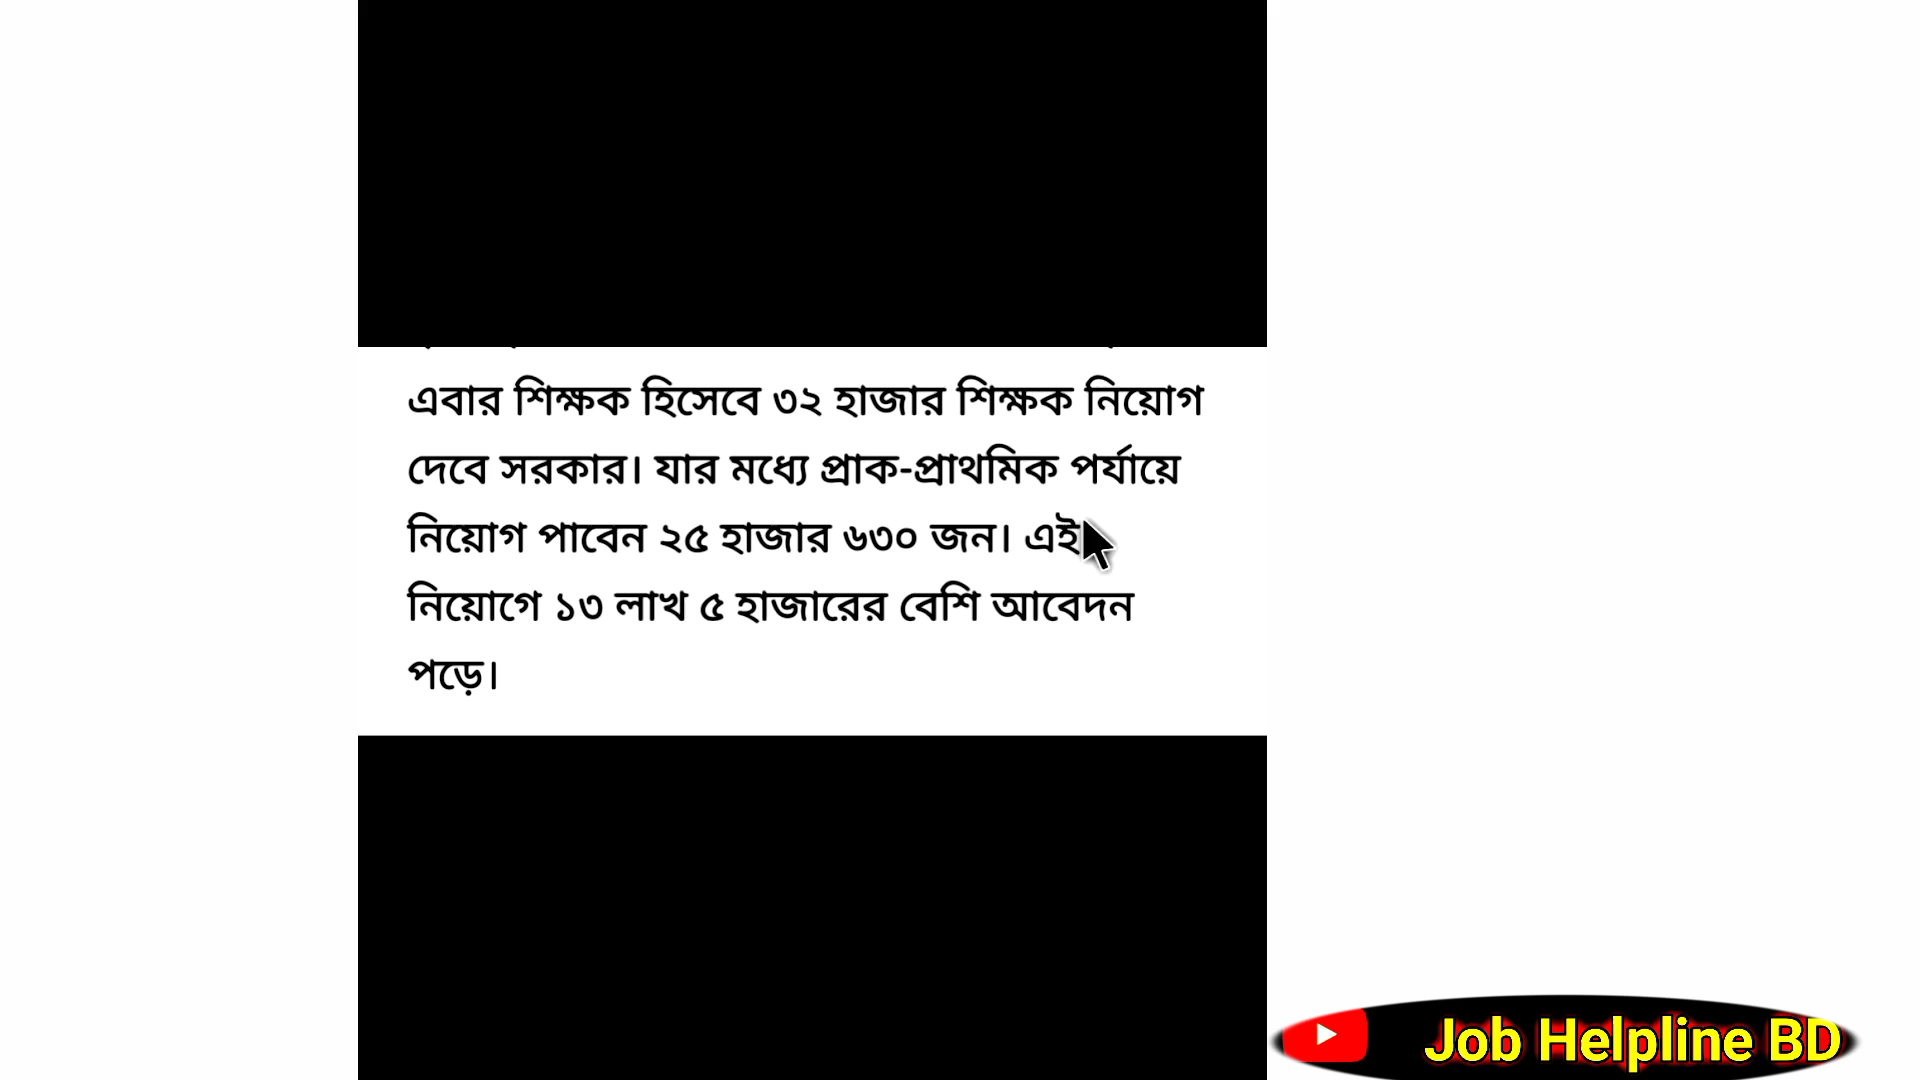 এবার শিক্ষক হিসেবে ৩২ হাজার শিক্ষক নিয়োগ
দেবে সরকার। যার মধ্যে প্রাক-প্রাথমিক পর্যায়ে
নিয়োগ পাবেন ২৫ হাজার ৬৩০ জন। এই
নিয়োগে ১৩ লাখ ৫ হাজারের বেশি আবেদন
পড়ে।
Job Helpline BD